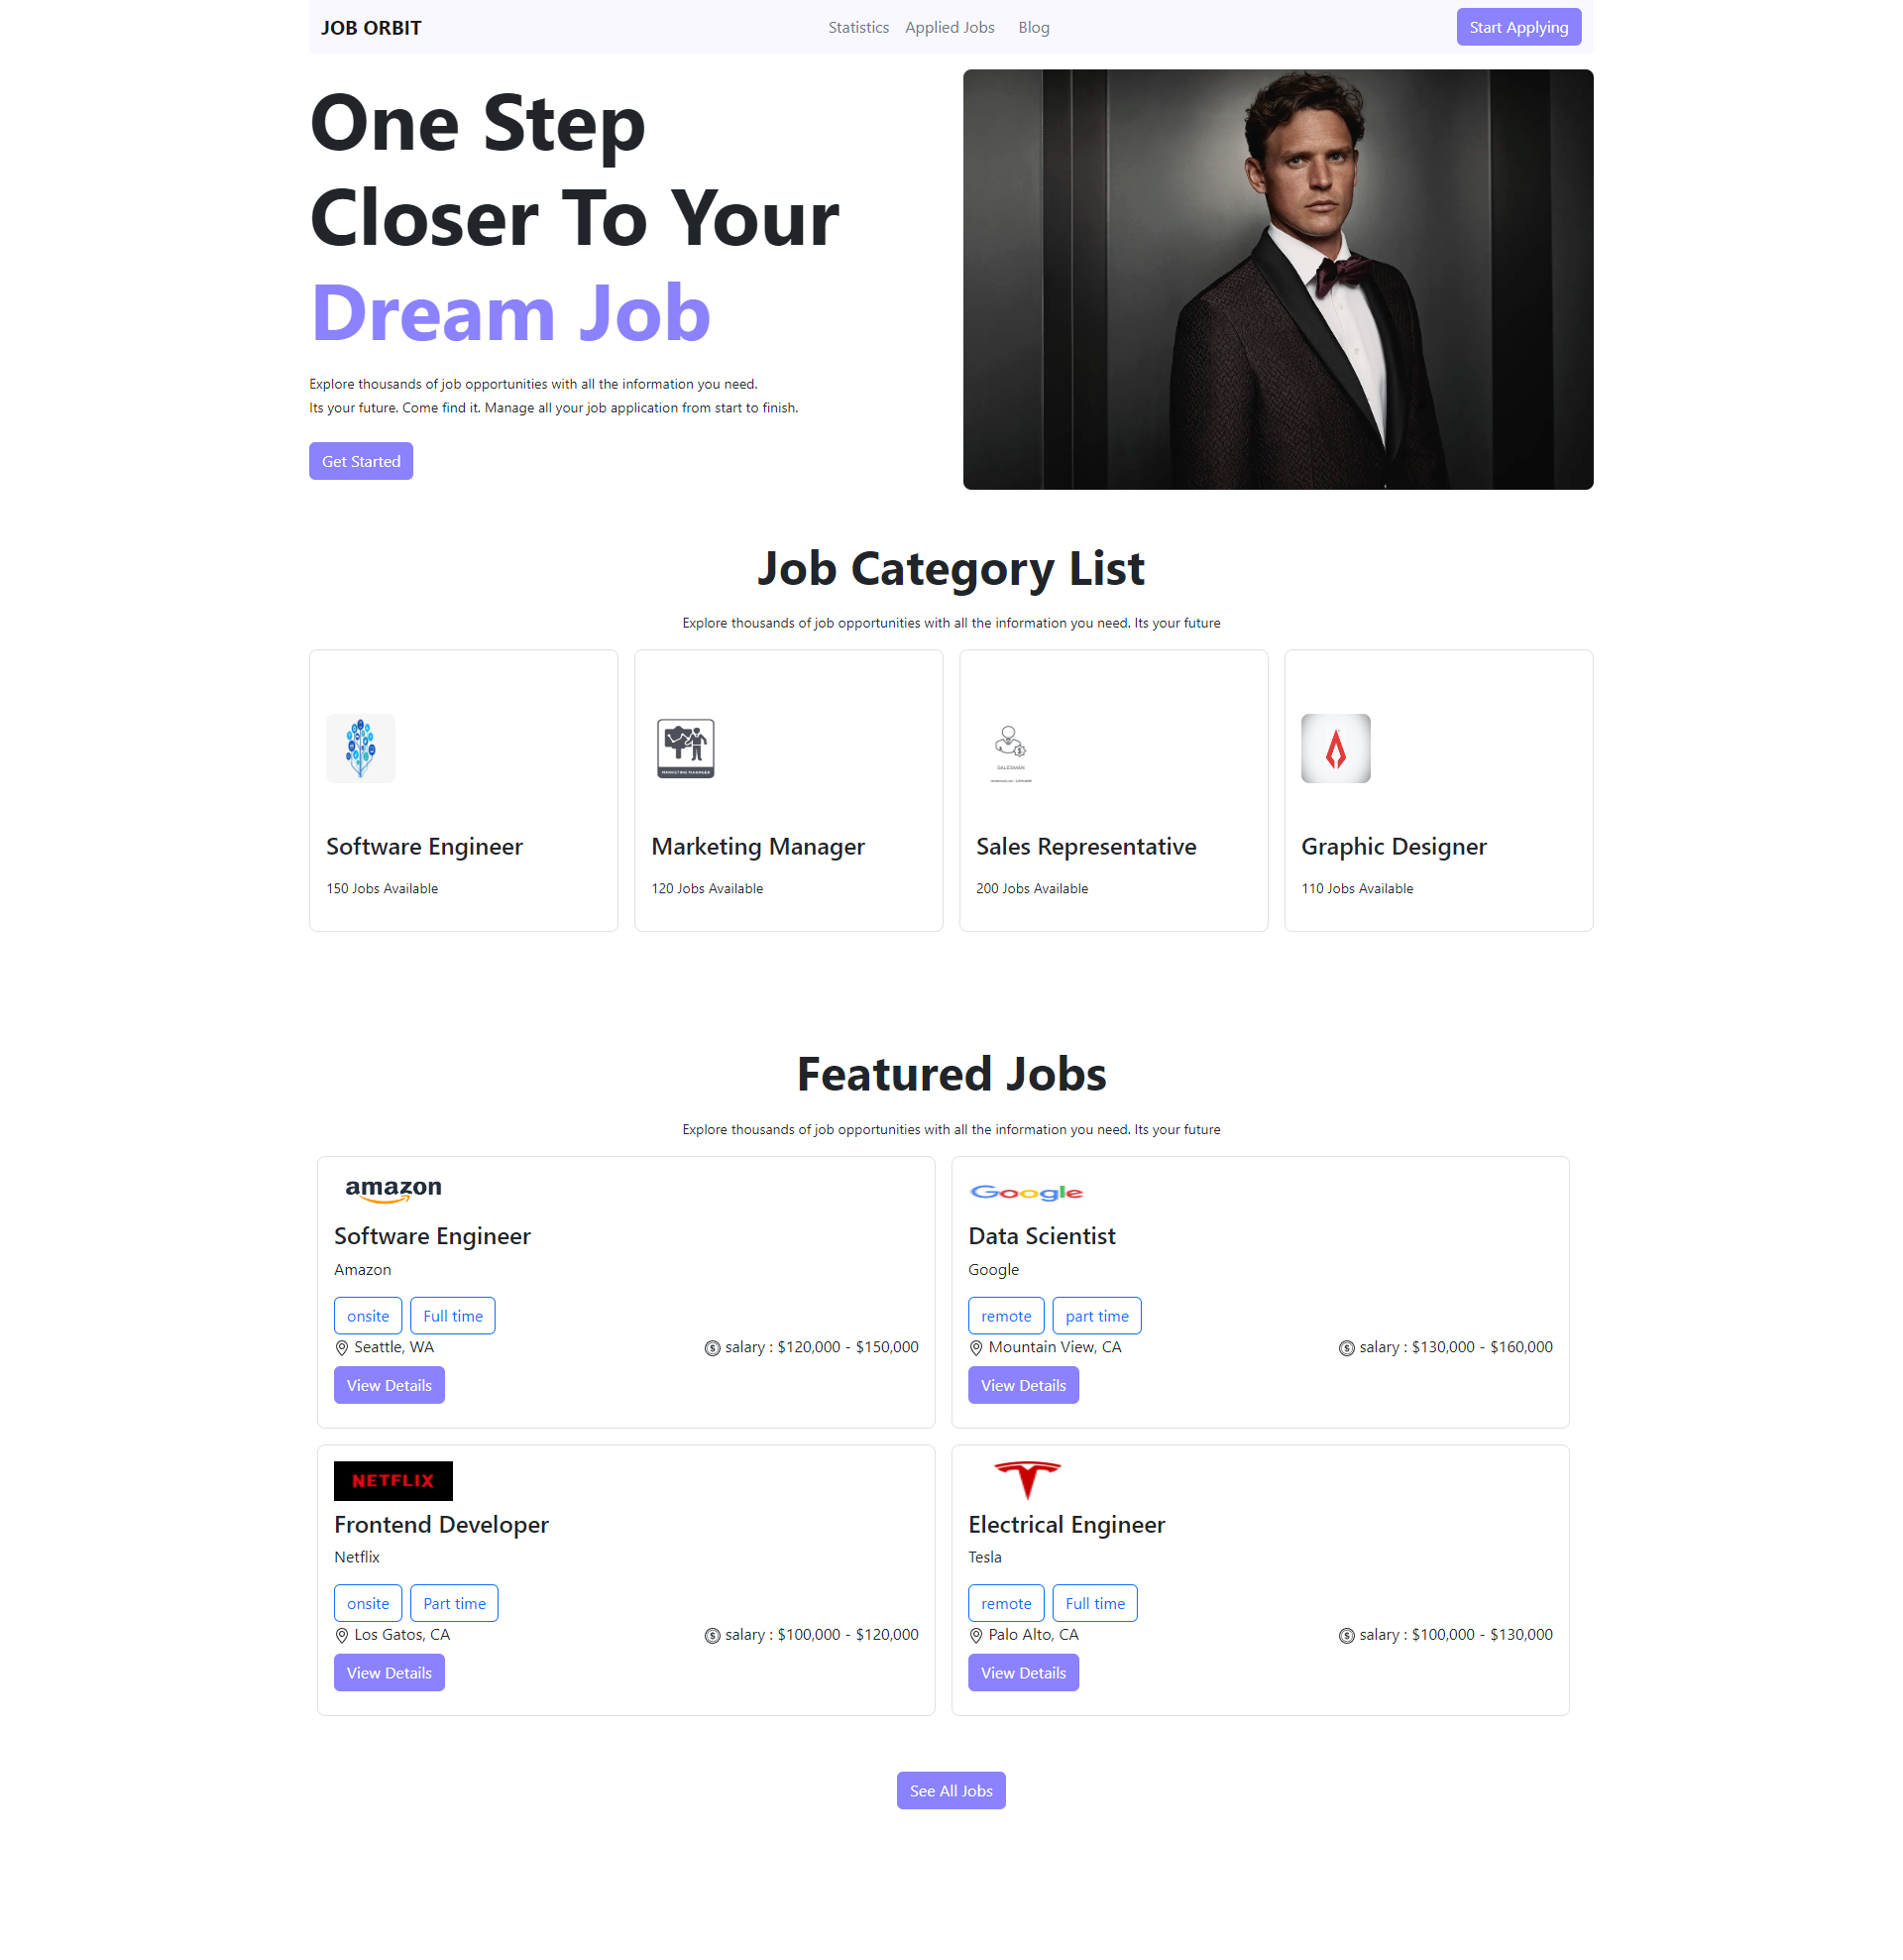 JOB ORBIT
Statistics
Applied Jobs
Blog
Start Applying
One Step
Closer To Your
Dream Job
Explore thousands of job opportunities with all the information you need.
Its your future. Come find it. Manage all your job application from start to finish.
Get Started
Job Category List
Explore thousands of job opportunities with all the information you need. Its your future
MARKETING MANAGER
SALESMAN
Software Engineer
Marketing Manager
Sales Representative
Graphic Designer
150 Jobs Available
120 Jobs Available
200 Jobs Available
110 Jobs Available
Featured Jobs
Explore thousands of job opportunities with all the information you need. Its your future
amazon
Software Engineer
Amazon
onsite
Full time
Seattle, WA
salary : $120,000 - $150,000
View Details
Google
Data Scientist
Google
remote
part time
Mountain View, CA
salary : $130,000 - $160,000
View Details
NETFLIX
Frontend Developer
Netflix
onsite
Part time
Los Gatos, CA
salary : $100,000 - $120,000
View Details
Electrical Engineer
Tesla
remote
Full time
Palo Alto, CA
salary : $100,000 - $130,000
View Details
See All Jobs